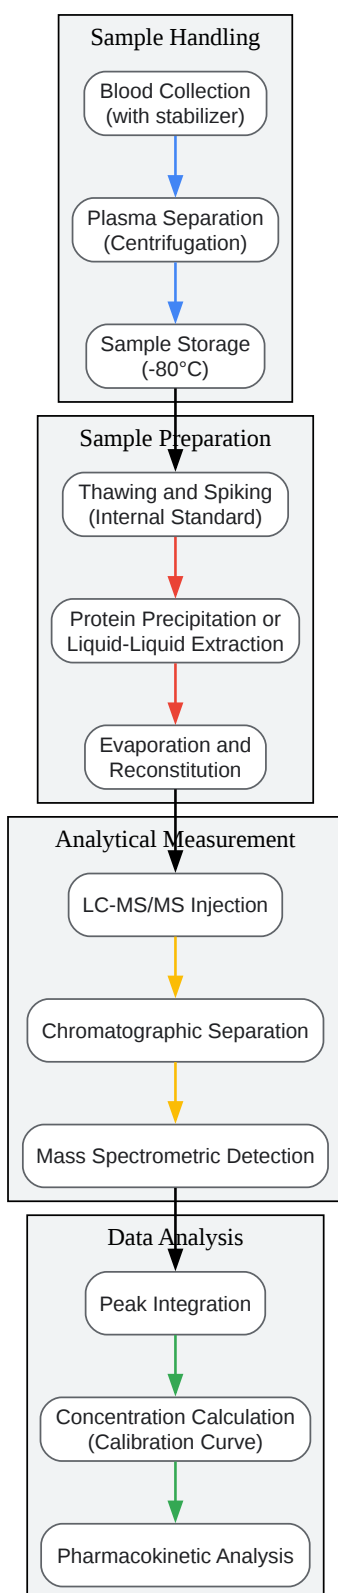 Sample Handling
Blood Collection
(with stabilizer)
Plasma Separation
(Centrifugation)
Sample Storage
(-80°C)
Sample Preparation
Thawing and Spiking
(Internal Standard)
Protein Precipitation or
Liquid-Liquid Extraction
Evaporation and
Reconstitution
Analytical Measurement
LC-MS/MS Injection
Chromatographic Separation
Mass Spectrometric Detection
Data Analysis
Peak Integration
Concentration Calculation
(Calibration Curve)
Pharmacokinetic Analysis